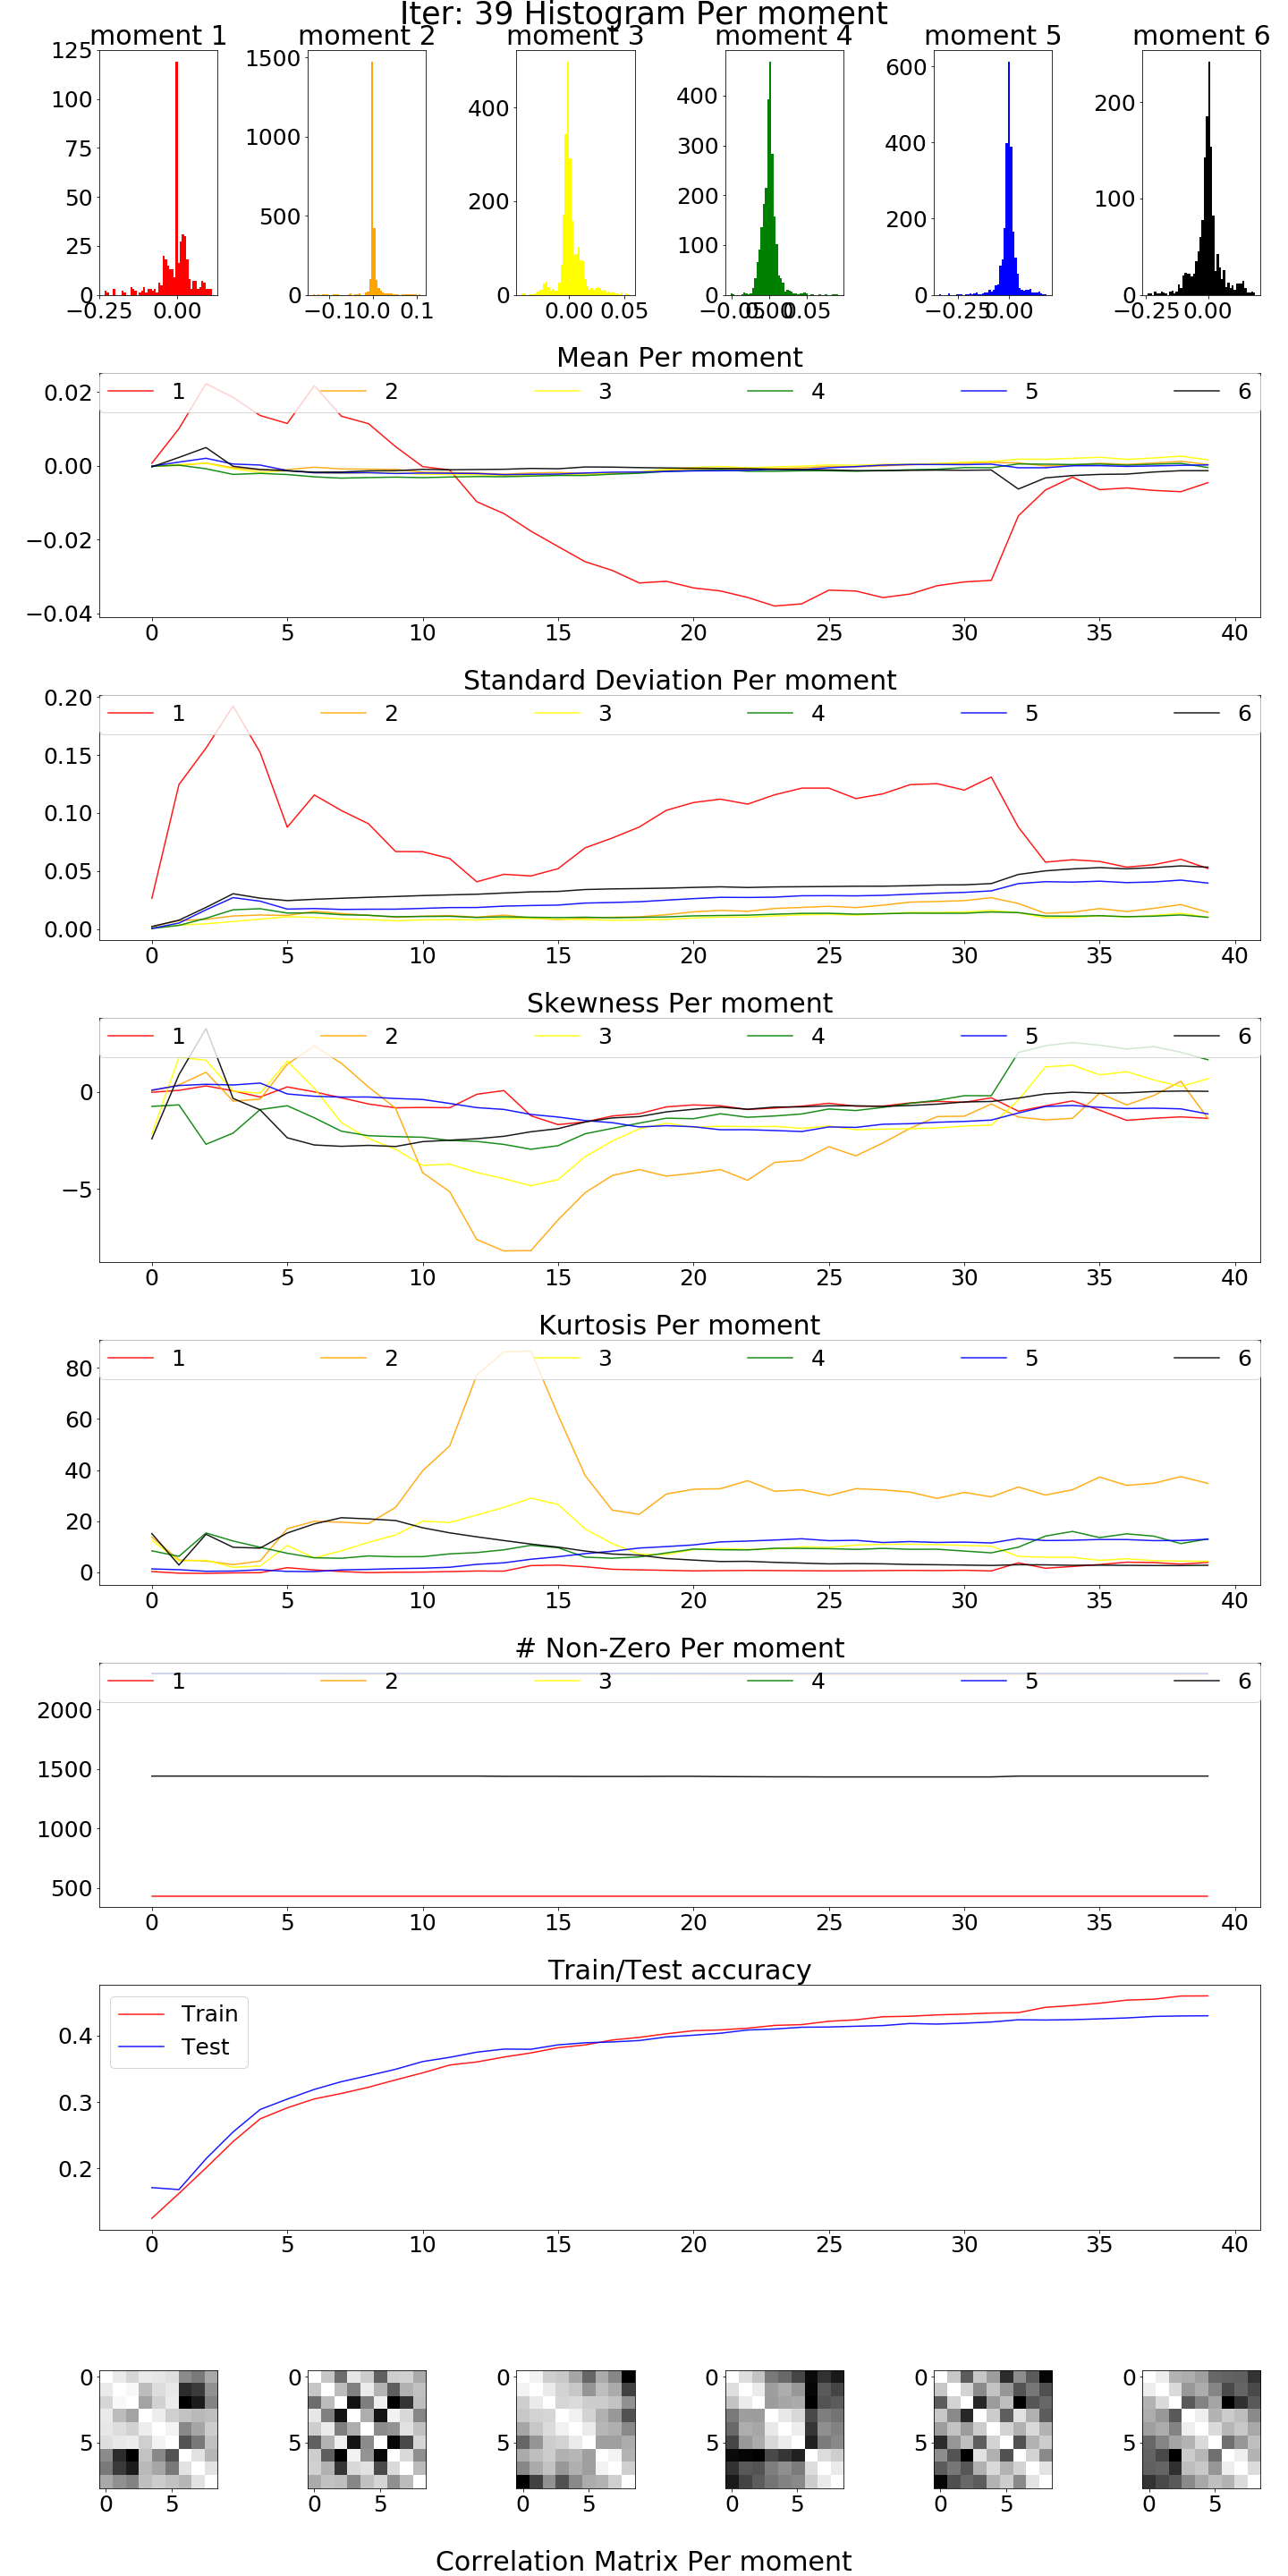 Iter: 39 Histogram Per moment
moment 1 moment 2 moment 3 moment 4 moment 5 moment 6
125 100 75 50 25 0
−0.25 0.00
1500 1000 500 0
−0.1 0.0 0.1
400 200 0
0.00 0.05
400 300 200 100 0
−0.05 0.00 0.05
600 400 200 0
−0.25 0.00
200 100 0
−0.25 0.00
Mean Per moment
1 2 3 4 5 6
0.02
0.00
−0.02
−0.04
0 5 10 15 20 25 30 35 40
Standard Deviation Per moment
1 2 3 4 5 6
0.20
0.15
0.10
0.05
0.00
0 5 10 15 20 25 30 35 40
Skewness Per moment
1 2 3 4 5 6
0
−5
0 5 10 15 20 25 30 35 40
Kurtosis Per moment
1 2 3 4 5 6
80
60
40
20
0
0 5 10 15 20 25 30 35 40
# Non-Zero Per moment
1 2 3 4 5 6
2000
1500
1000
500
0 5 10 15 20 25 30 35 40
Train/Test accuracy
Train
Test
0.4
0.3
0.2
0 5 10 15 20 25 30 35 40
0 0 0 0 0 0
5 5 5 5 5 5
0 5 0 5 0 5 0 5 0 5 0 5
Correlation Matrix Per moment